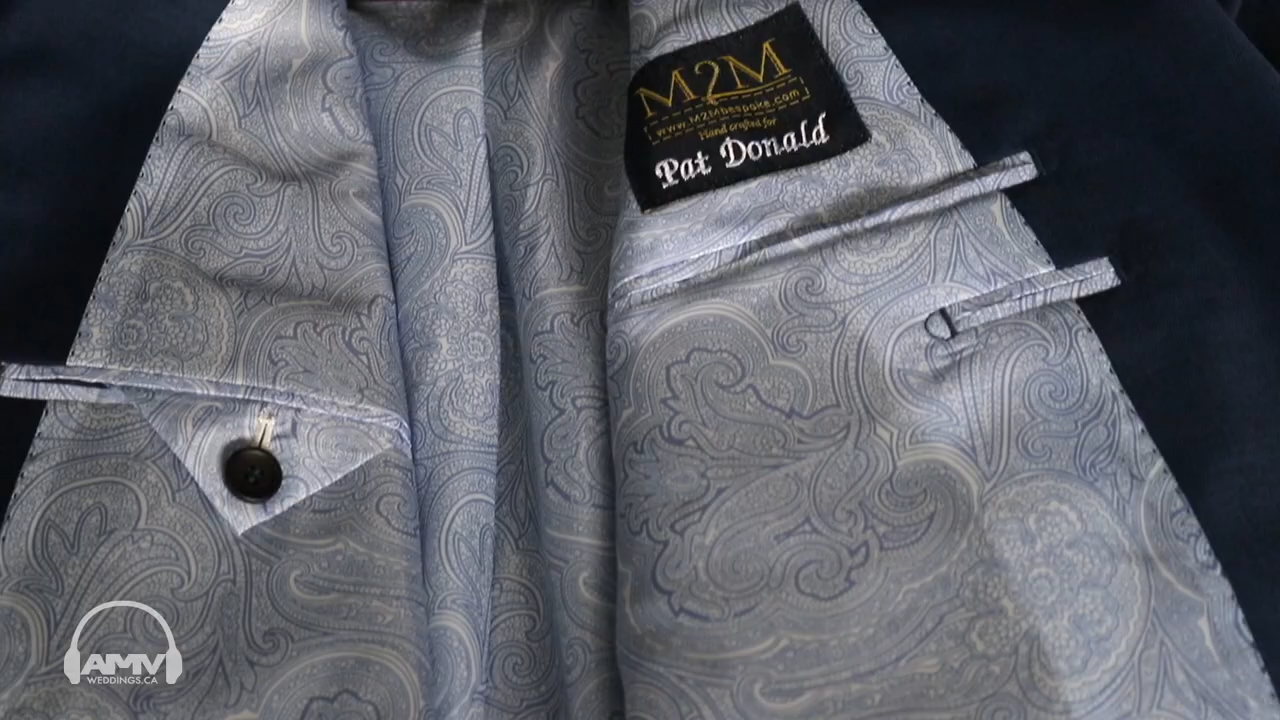 M2M
www.M2Mbespoke.com
Hand crafted for
Pat Donald
AMV
WEDDINGS.CA